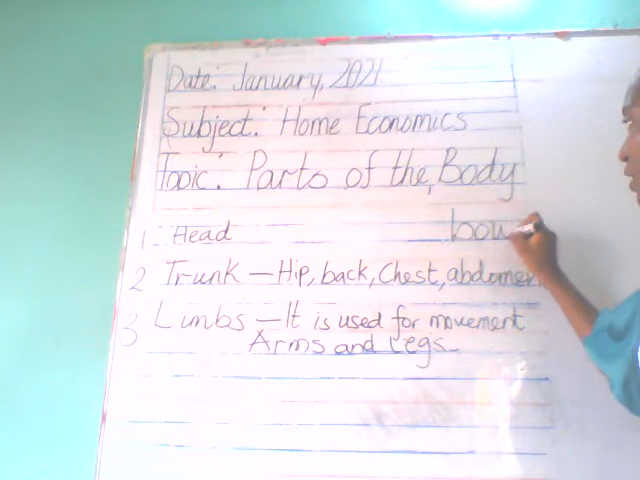 Date: January, 2021
Subject: Home Economics
Topic: Parts of the Body
1. Head bou
2 Trunk - Hip, back, Chest, abdomen
3 Limbs - It is used for movement
Arms and Legs